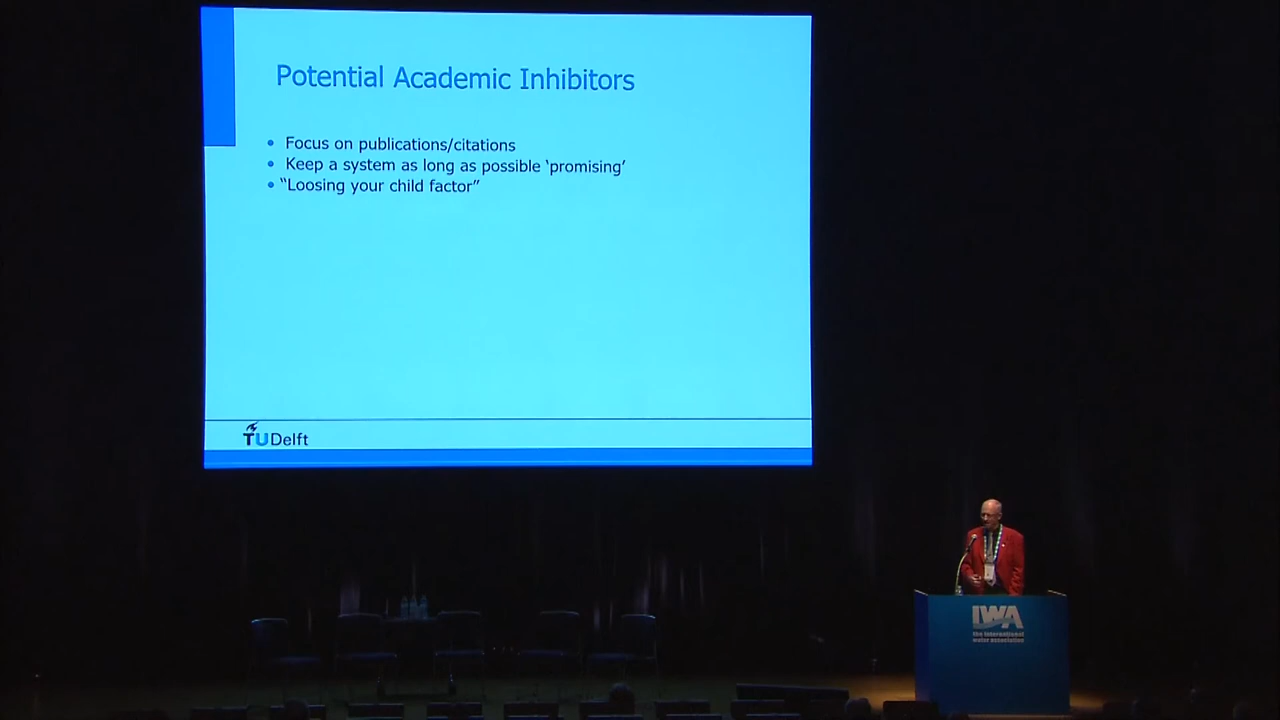 Potential Academic Inhibitors
• Focus on publications/citations
• Keep a system as long as possible ‘promising’
• “Loosing your child factor”
TUDelft
IWA
the international
water association